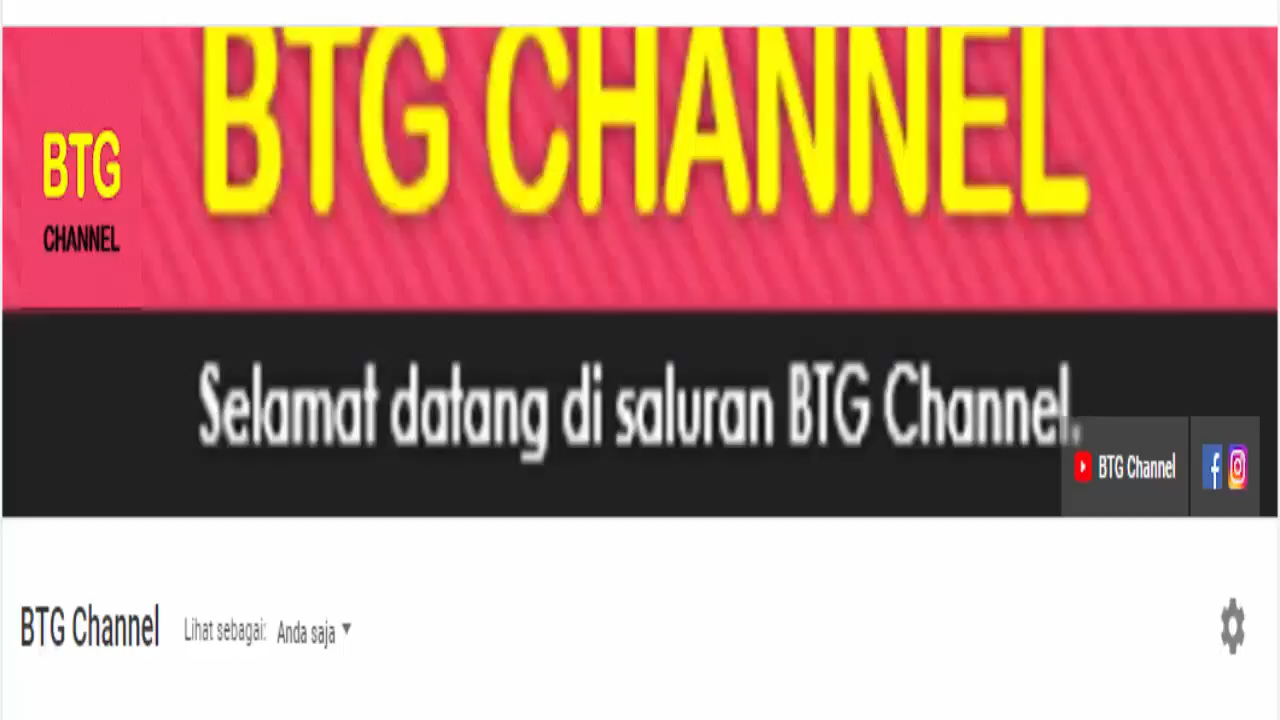 BTG CHANNEL
BTG
CHANNEL
Selamat datang di saluran BTG Channel.
BTG Channel
BTG Channel Lihat sebagai: Anda saja